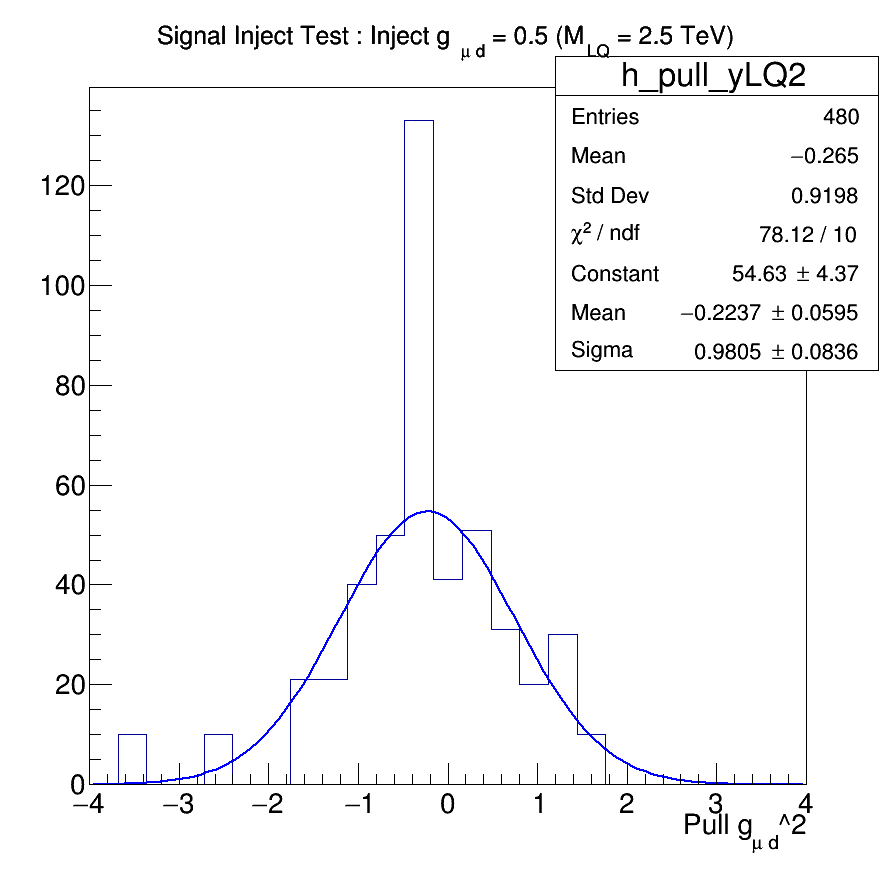 Signal Inject Test : Inject g μ d = 0.5 (M LQ = 2.5 TeV)
h_pull_yLQ2
Entries 480
Mean −0.265
Std Dev 0.9198
χ² / ndf 78.12 / 10
Constant 54.63 ± 4.37
Mean −0.2237 ± 0.0595
Sigma 0.9805 ± 0.0836
120
100
80
60
40
20
0
−4 −3 −2 −1 0 1 2 3 4
Pull g μ d ^2